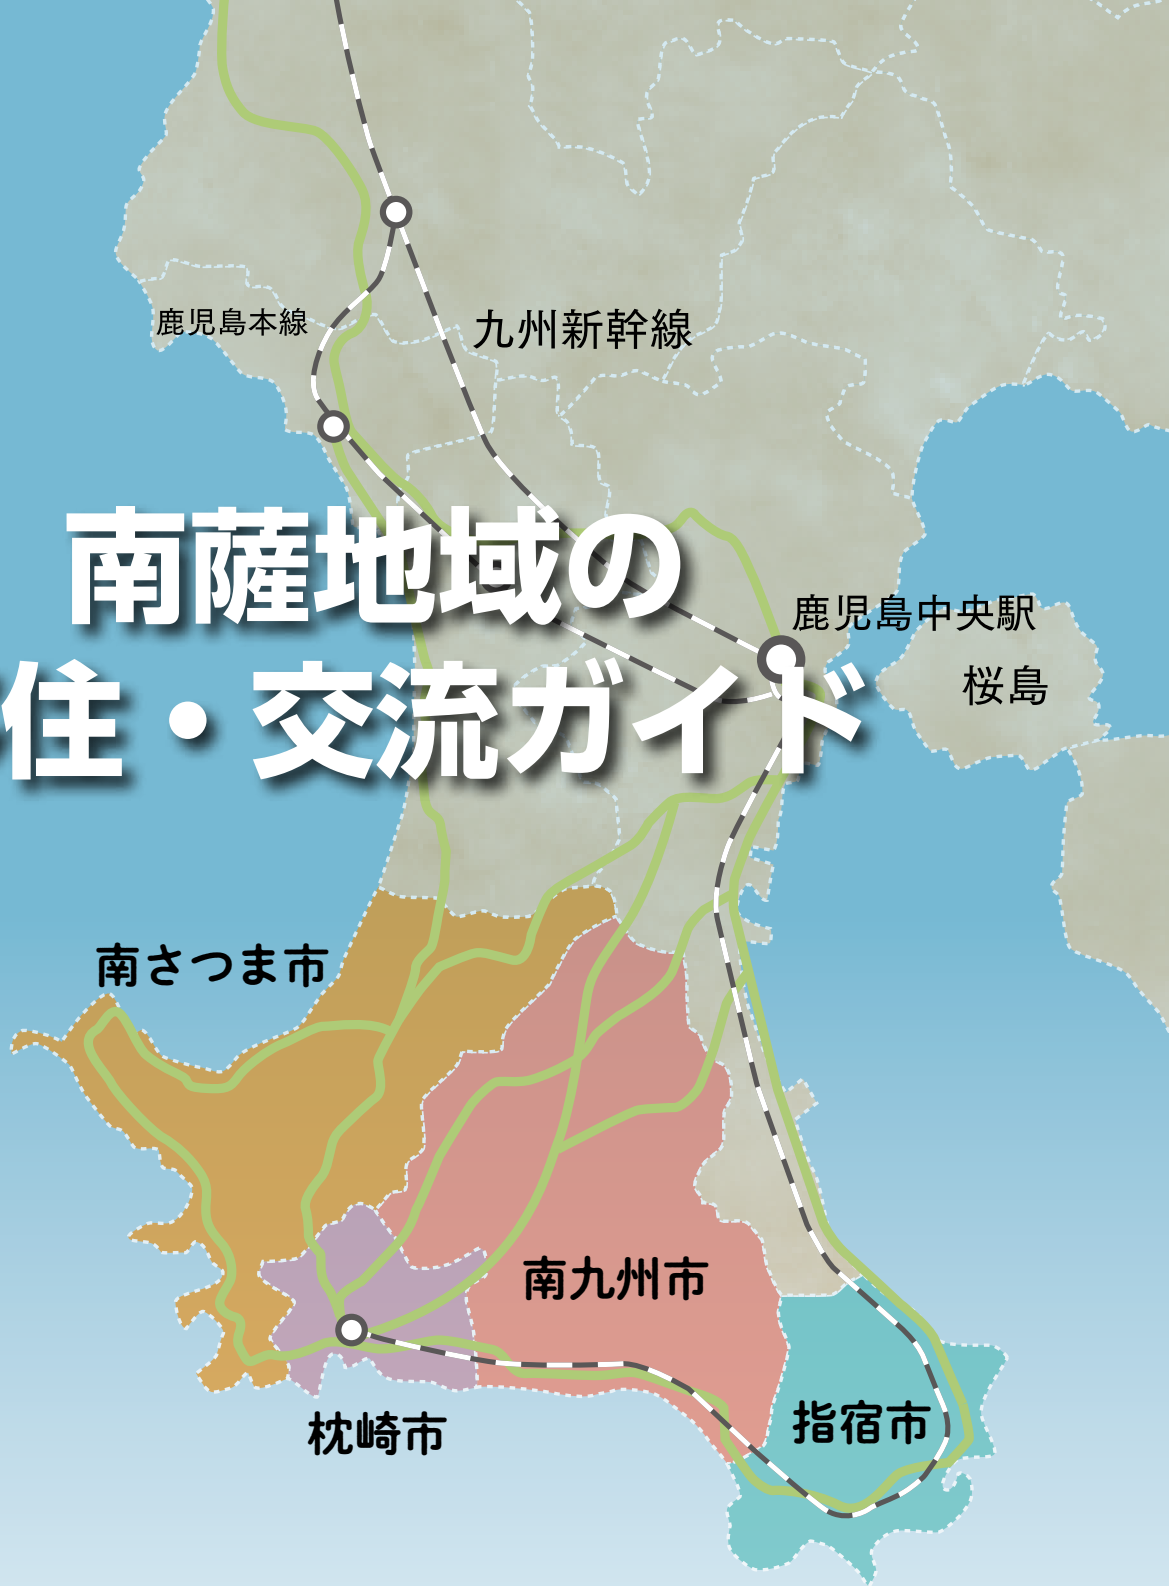 鹿児島本線
九州新幹線
南薩地域の
住・交流ガイド
鹿児島中央駅
桜島
南さつま市
南九州市
枕崎市
指宿市